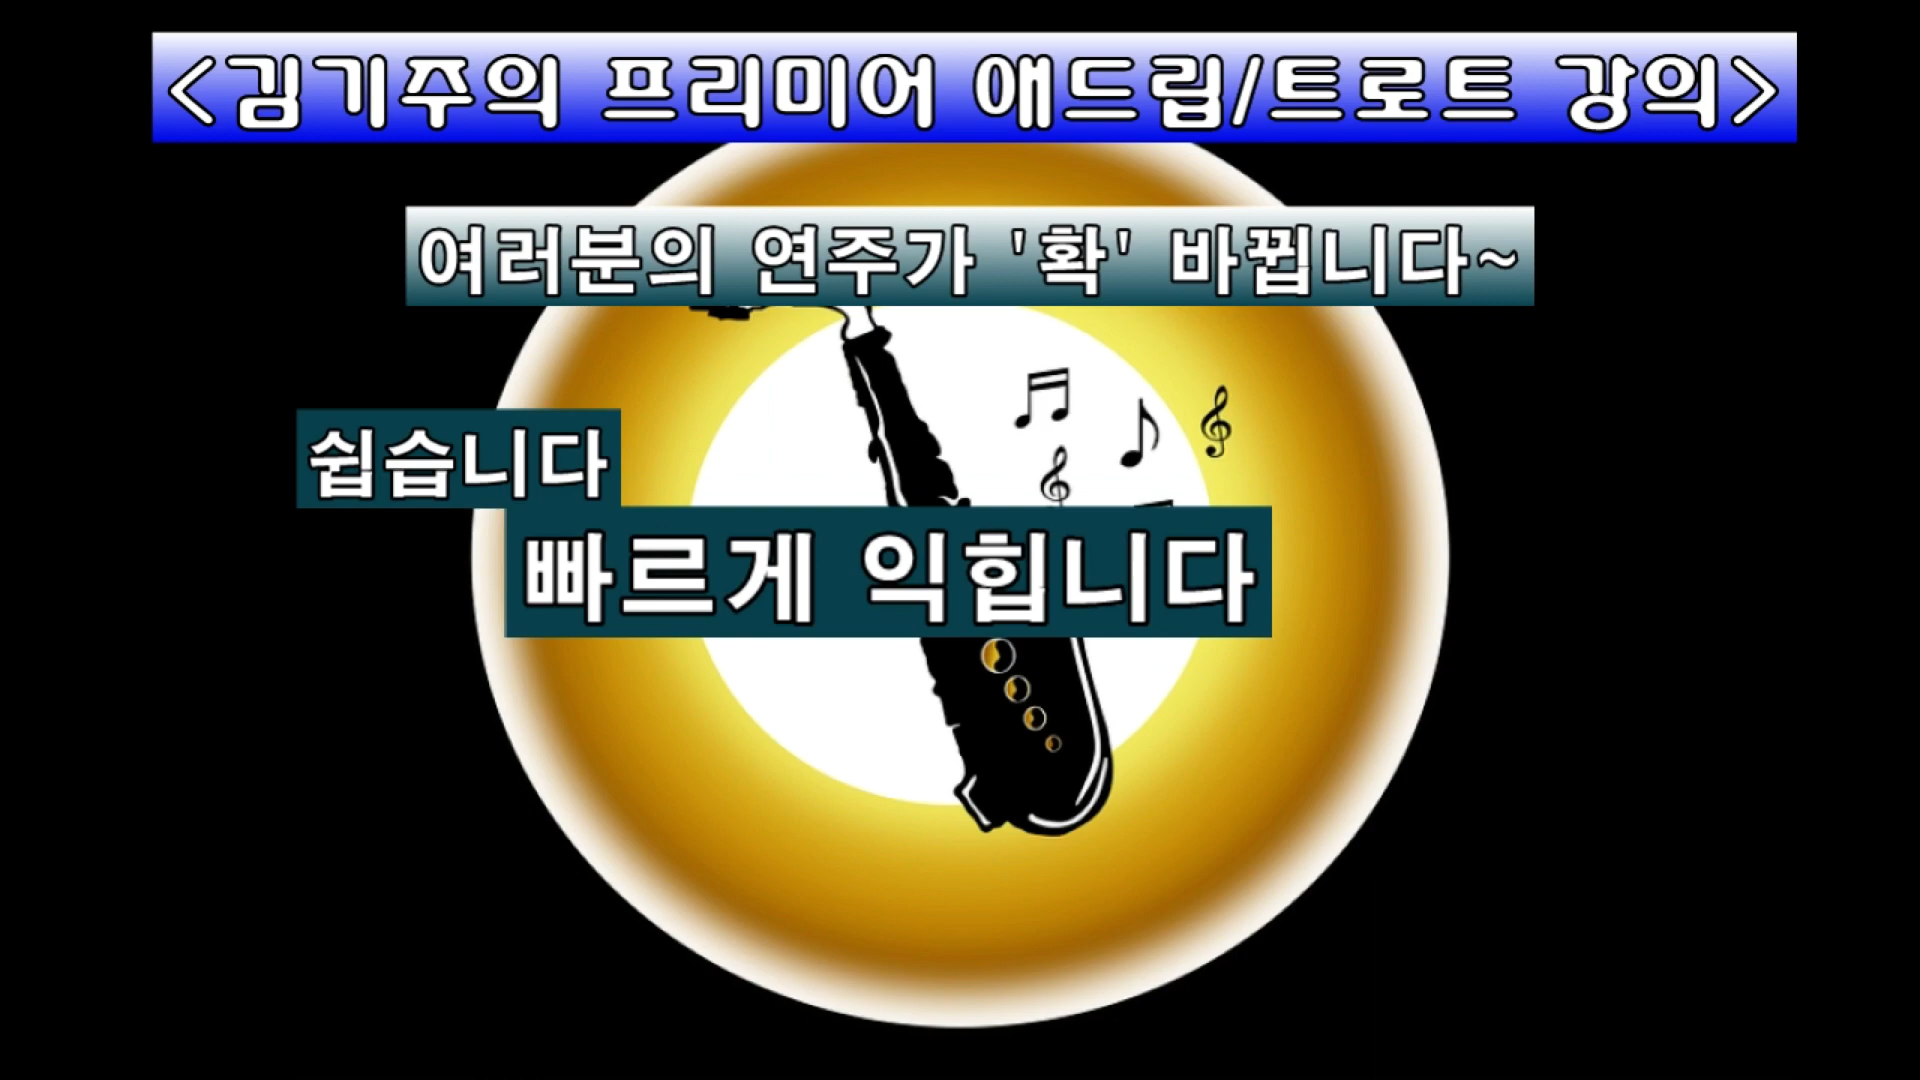 <김기주의 프리미어 애드립/트로트 강의>
여러분의 연주가 '확' 바뀝니다~
쉽습니다
빠르게 익힙니다